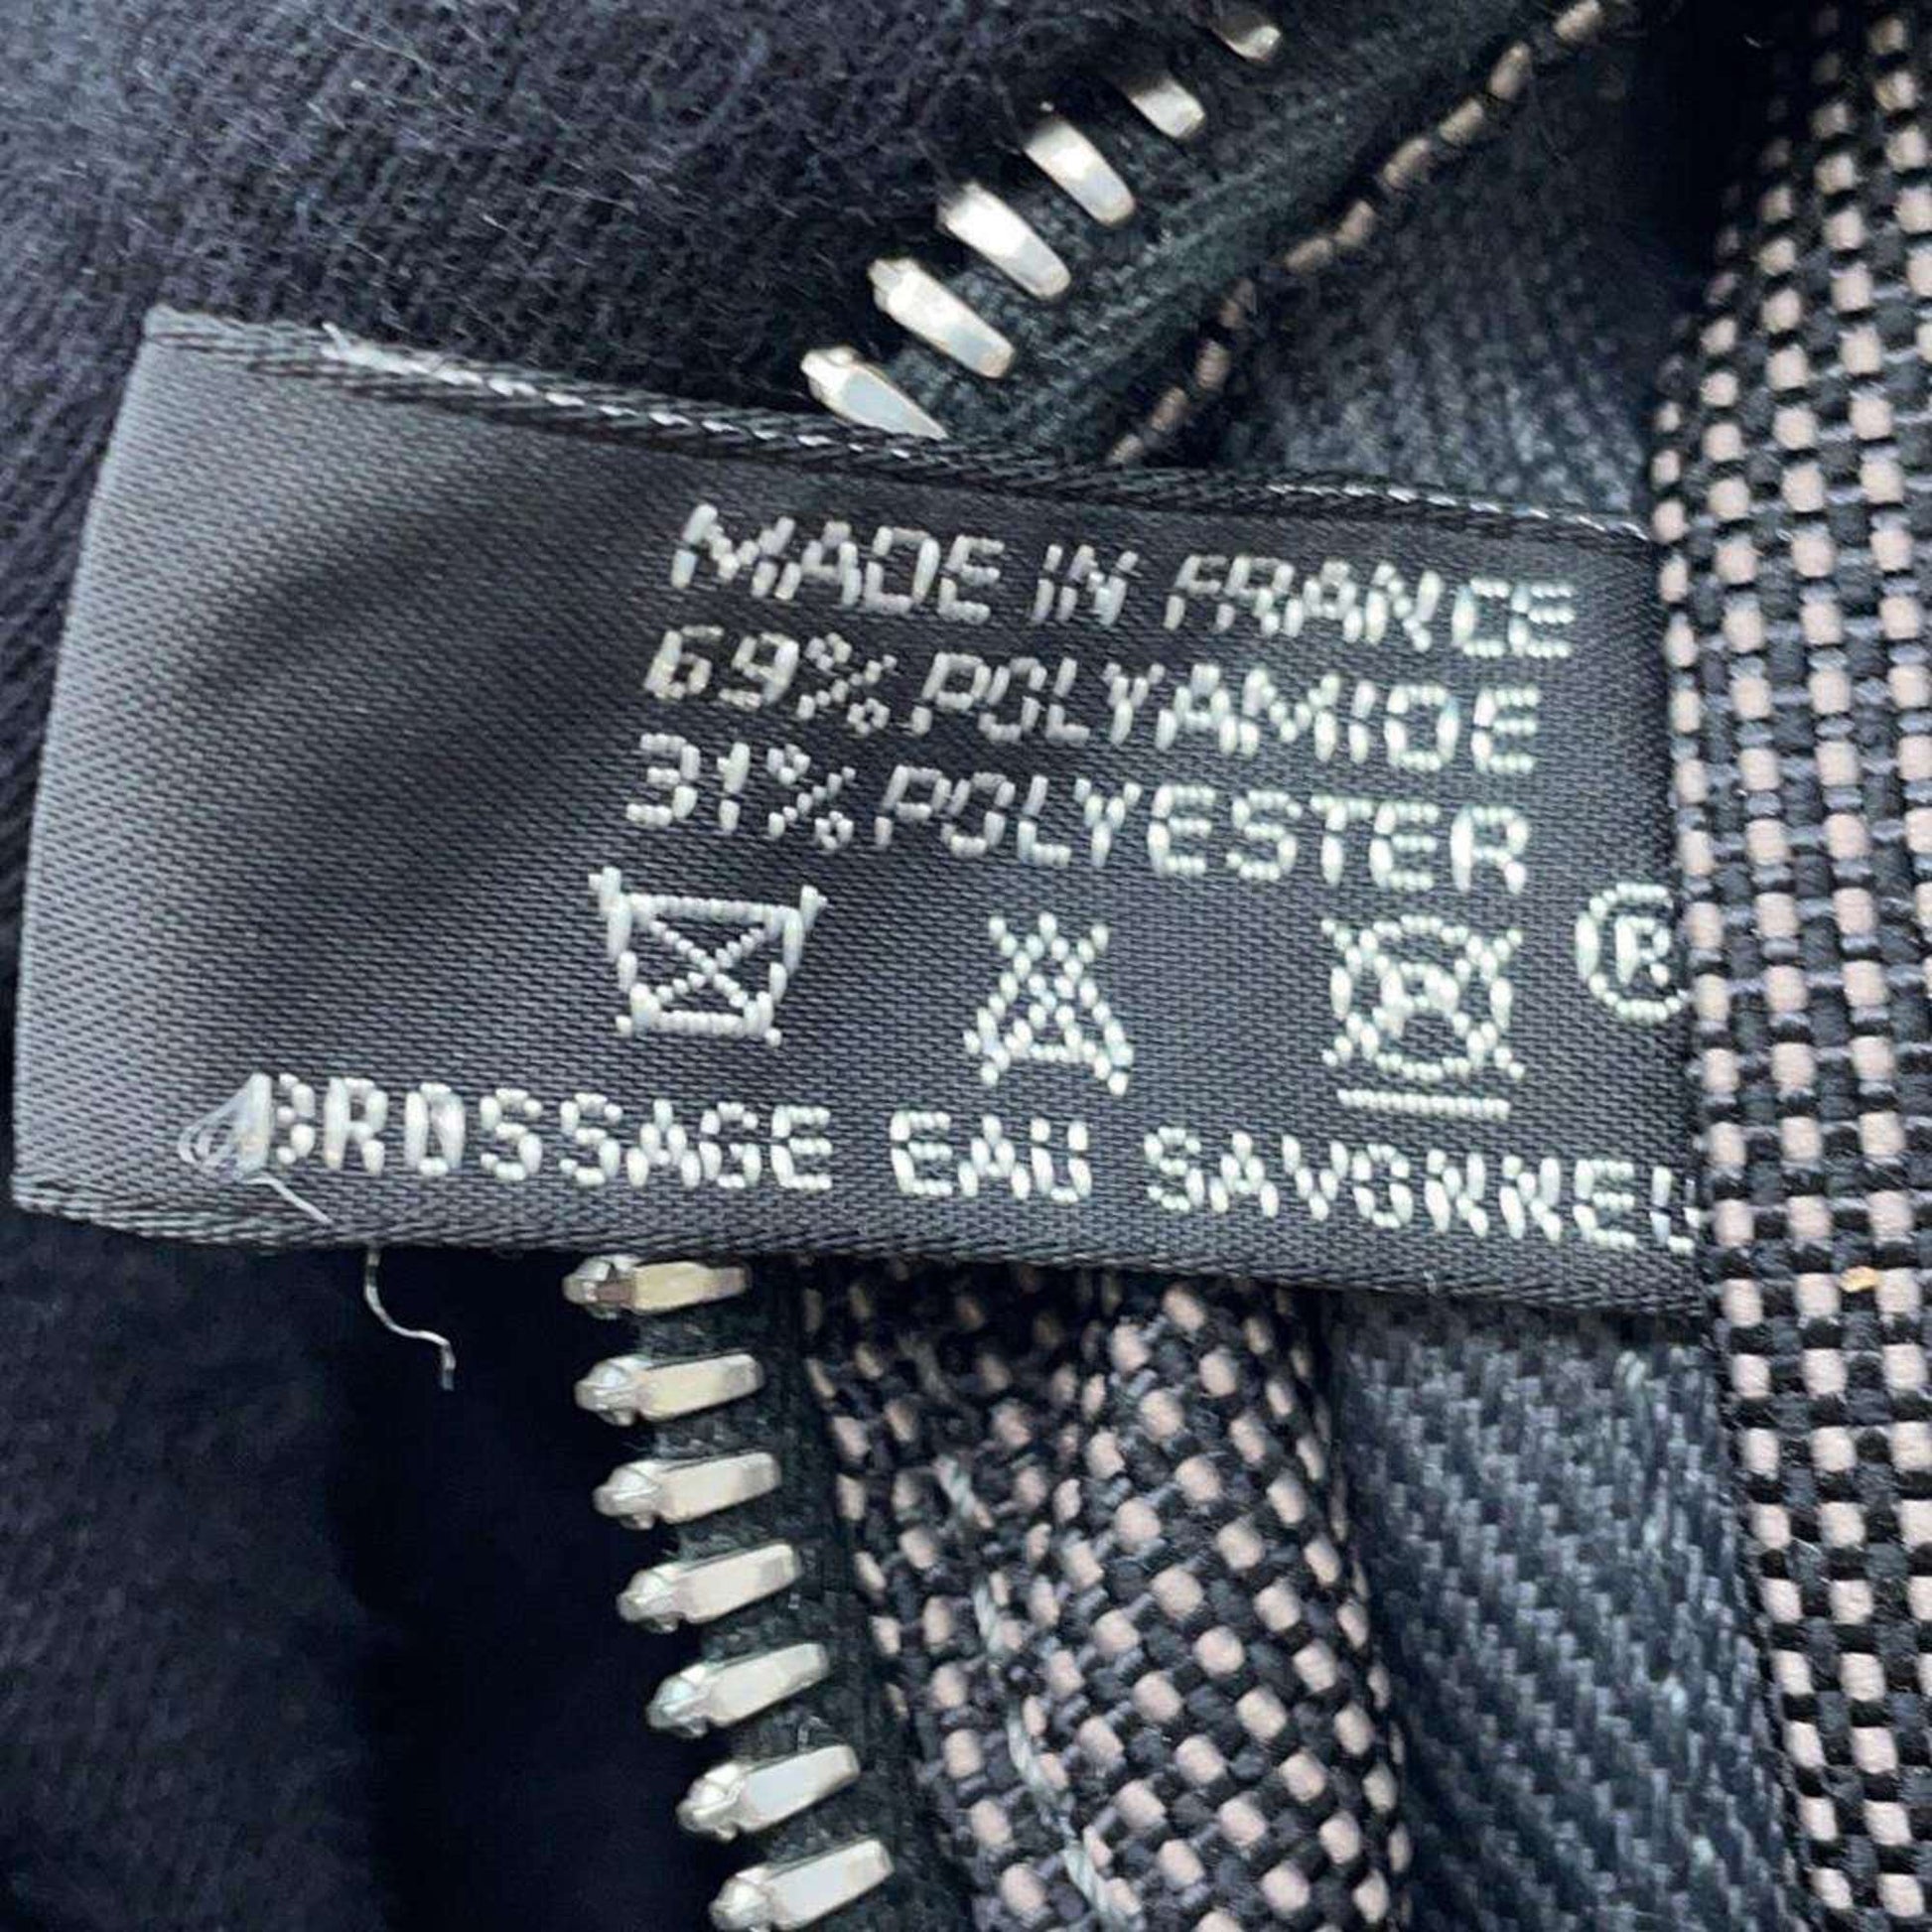 MADE IN FRANCE
69% POLYAMIDE
31% POLYESTER
®
BROSSAGE EAU SAVONNEU